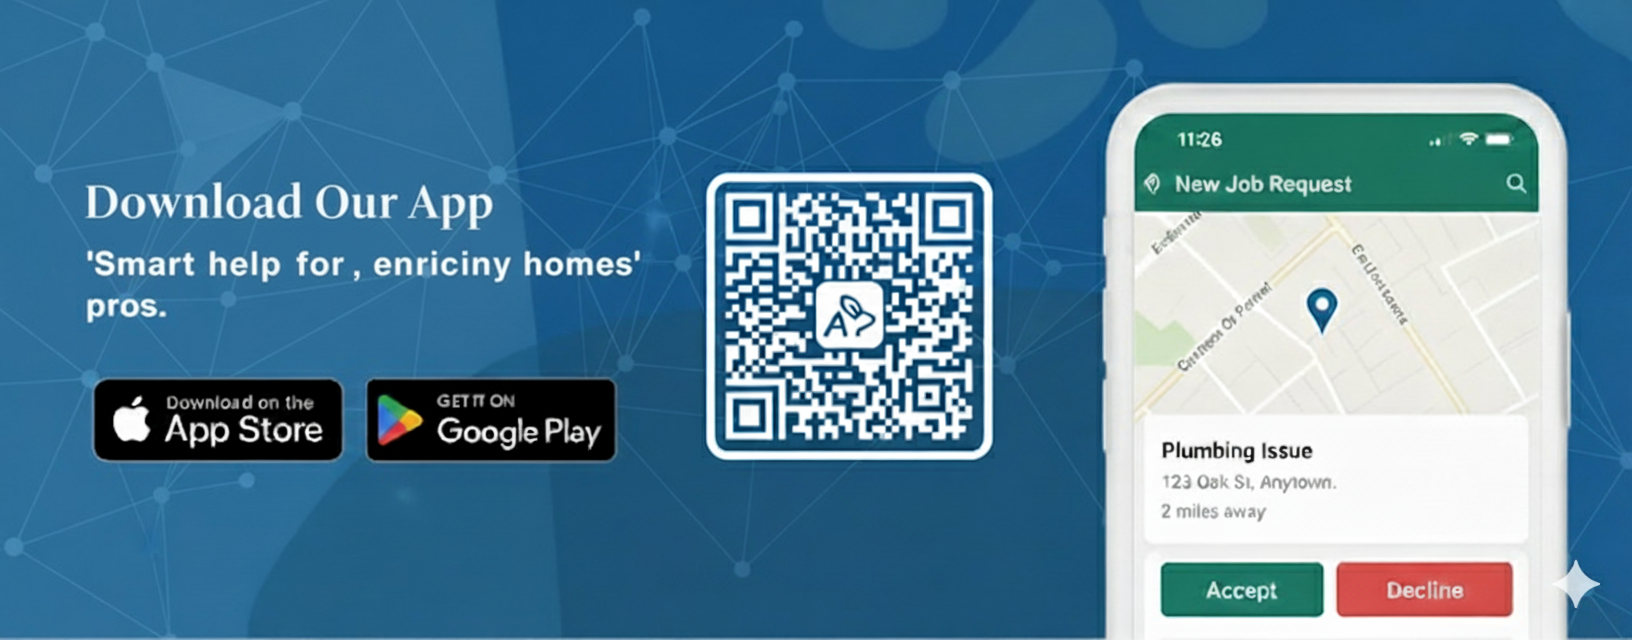 Download Our App
'Smart help for , enriciny homes'
pros.
Download on the
App Store
GET IT ON
Google Play
A
11:26
New Job Request
Plumbing Issue
123 Oak St, Anytown.
2 miles away
Accept
Decline